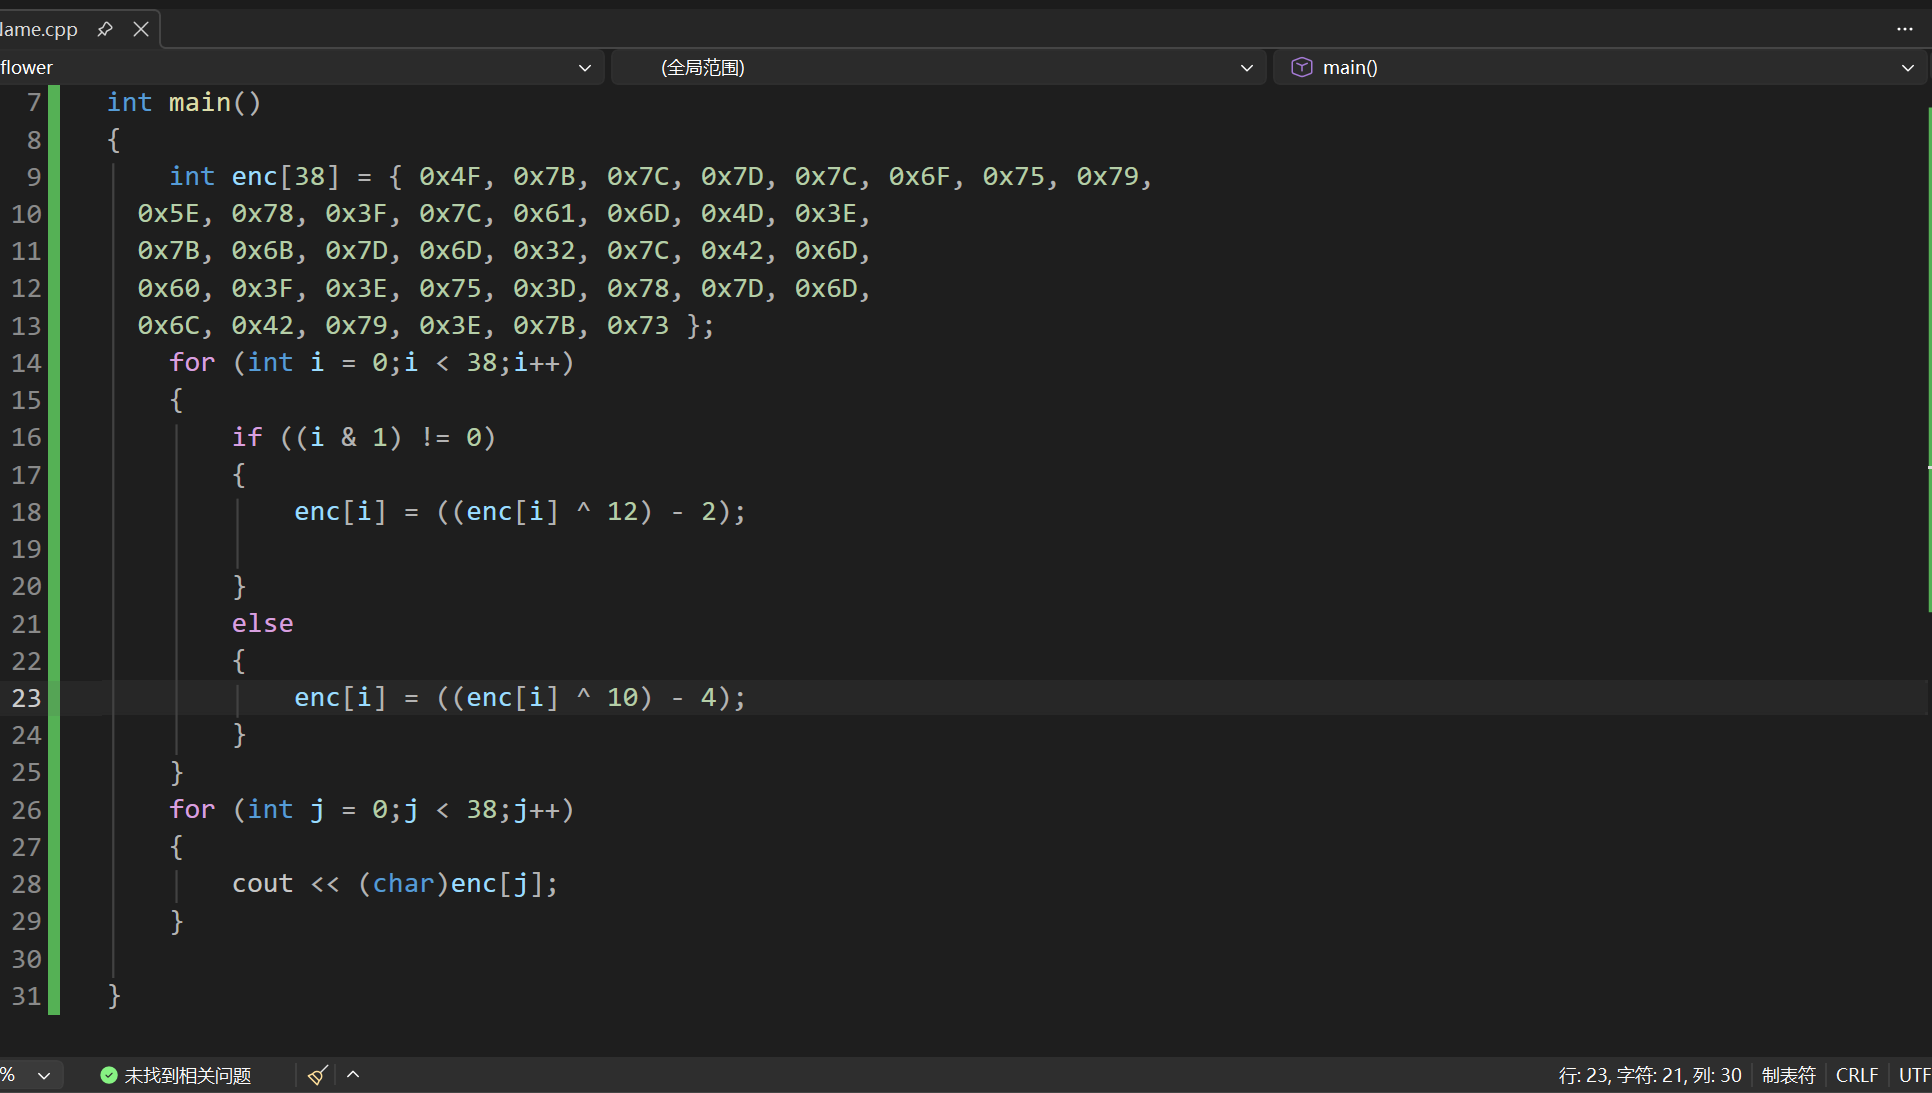 Name.cpp
flower (全局范围) main()
7 int main()
8 {
9 int enc[38] = { 0x4F, 0x7B, 0x7C, 0x7D, 0x7C, 0x6F, 0x75, 0x79,
10 0x5E, 0x78, 0x3F, 0x7C, 0x61, 0x6D, 0x4D, 0x3E,
11 0x7B, 0x6B, 0x7D, 0x6D, 0x32, 0x7C, 0x42, 0x6D,
12 0x60, 0x3F, 0x3E, 0x75, 0x3D, 0x78, 0x7D, 0x6D,
13 0x6C, 0x42, 0x79, 0x3E, 0x7B, 0x73 };
14 for (int i = 0;i < 38;i++)
15 {
16 if ((i & 1) != 0)
17 {
18 enc[i] = ((enc[i] ^ 12) - 2);
19
20 }
21 else
22 {
23 enc[i] = ((enc[i] ^ 10) - 4);
24 }
25 }
26 for (int j = 0;j < 38;j++)
27 {
28 cout << (char)enc[j];
29 }
30
31 }
% 未找到相关问题 行: 23, 字符: 21, 列: 30 制表符 CRLF UTF